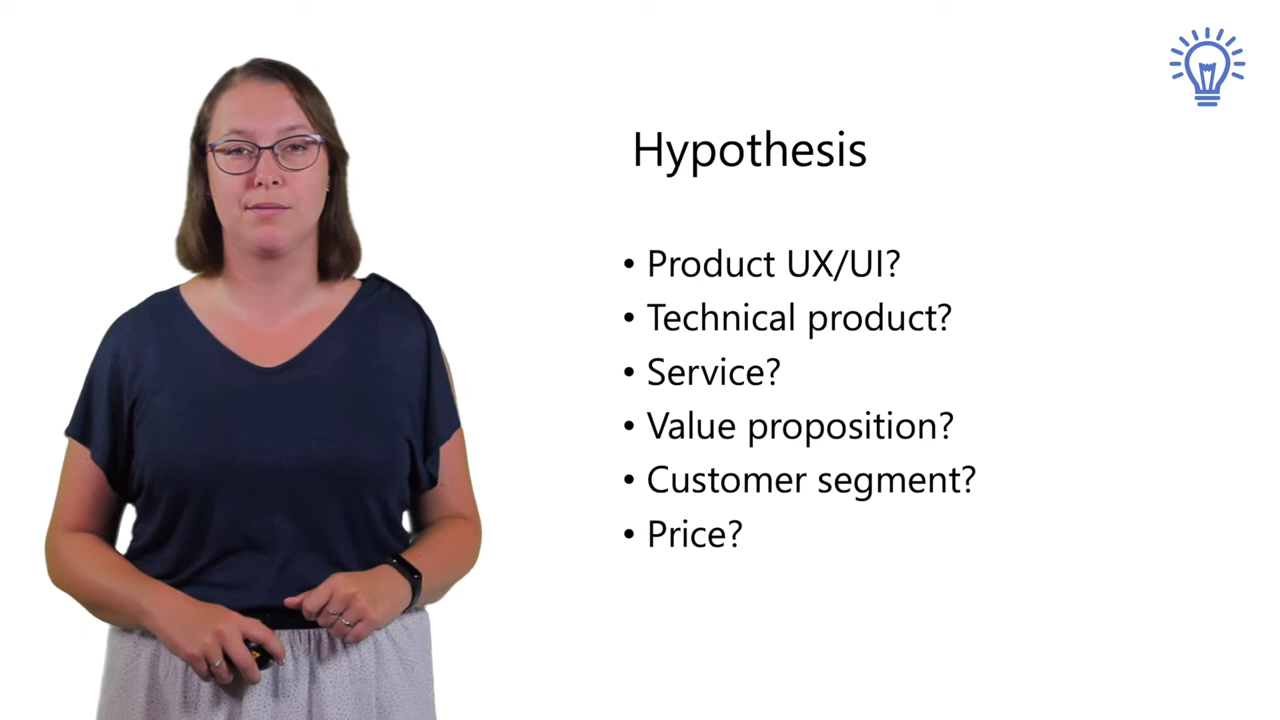 Hypothesis
• Product UX/UI?
• Technical product?
• Service?
• Value proposition?
• Customer segment?
• Price?